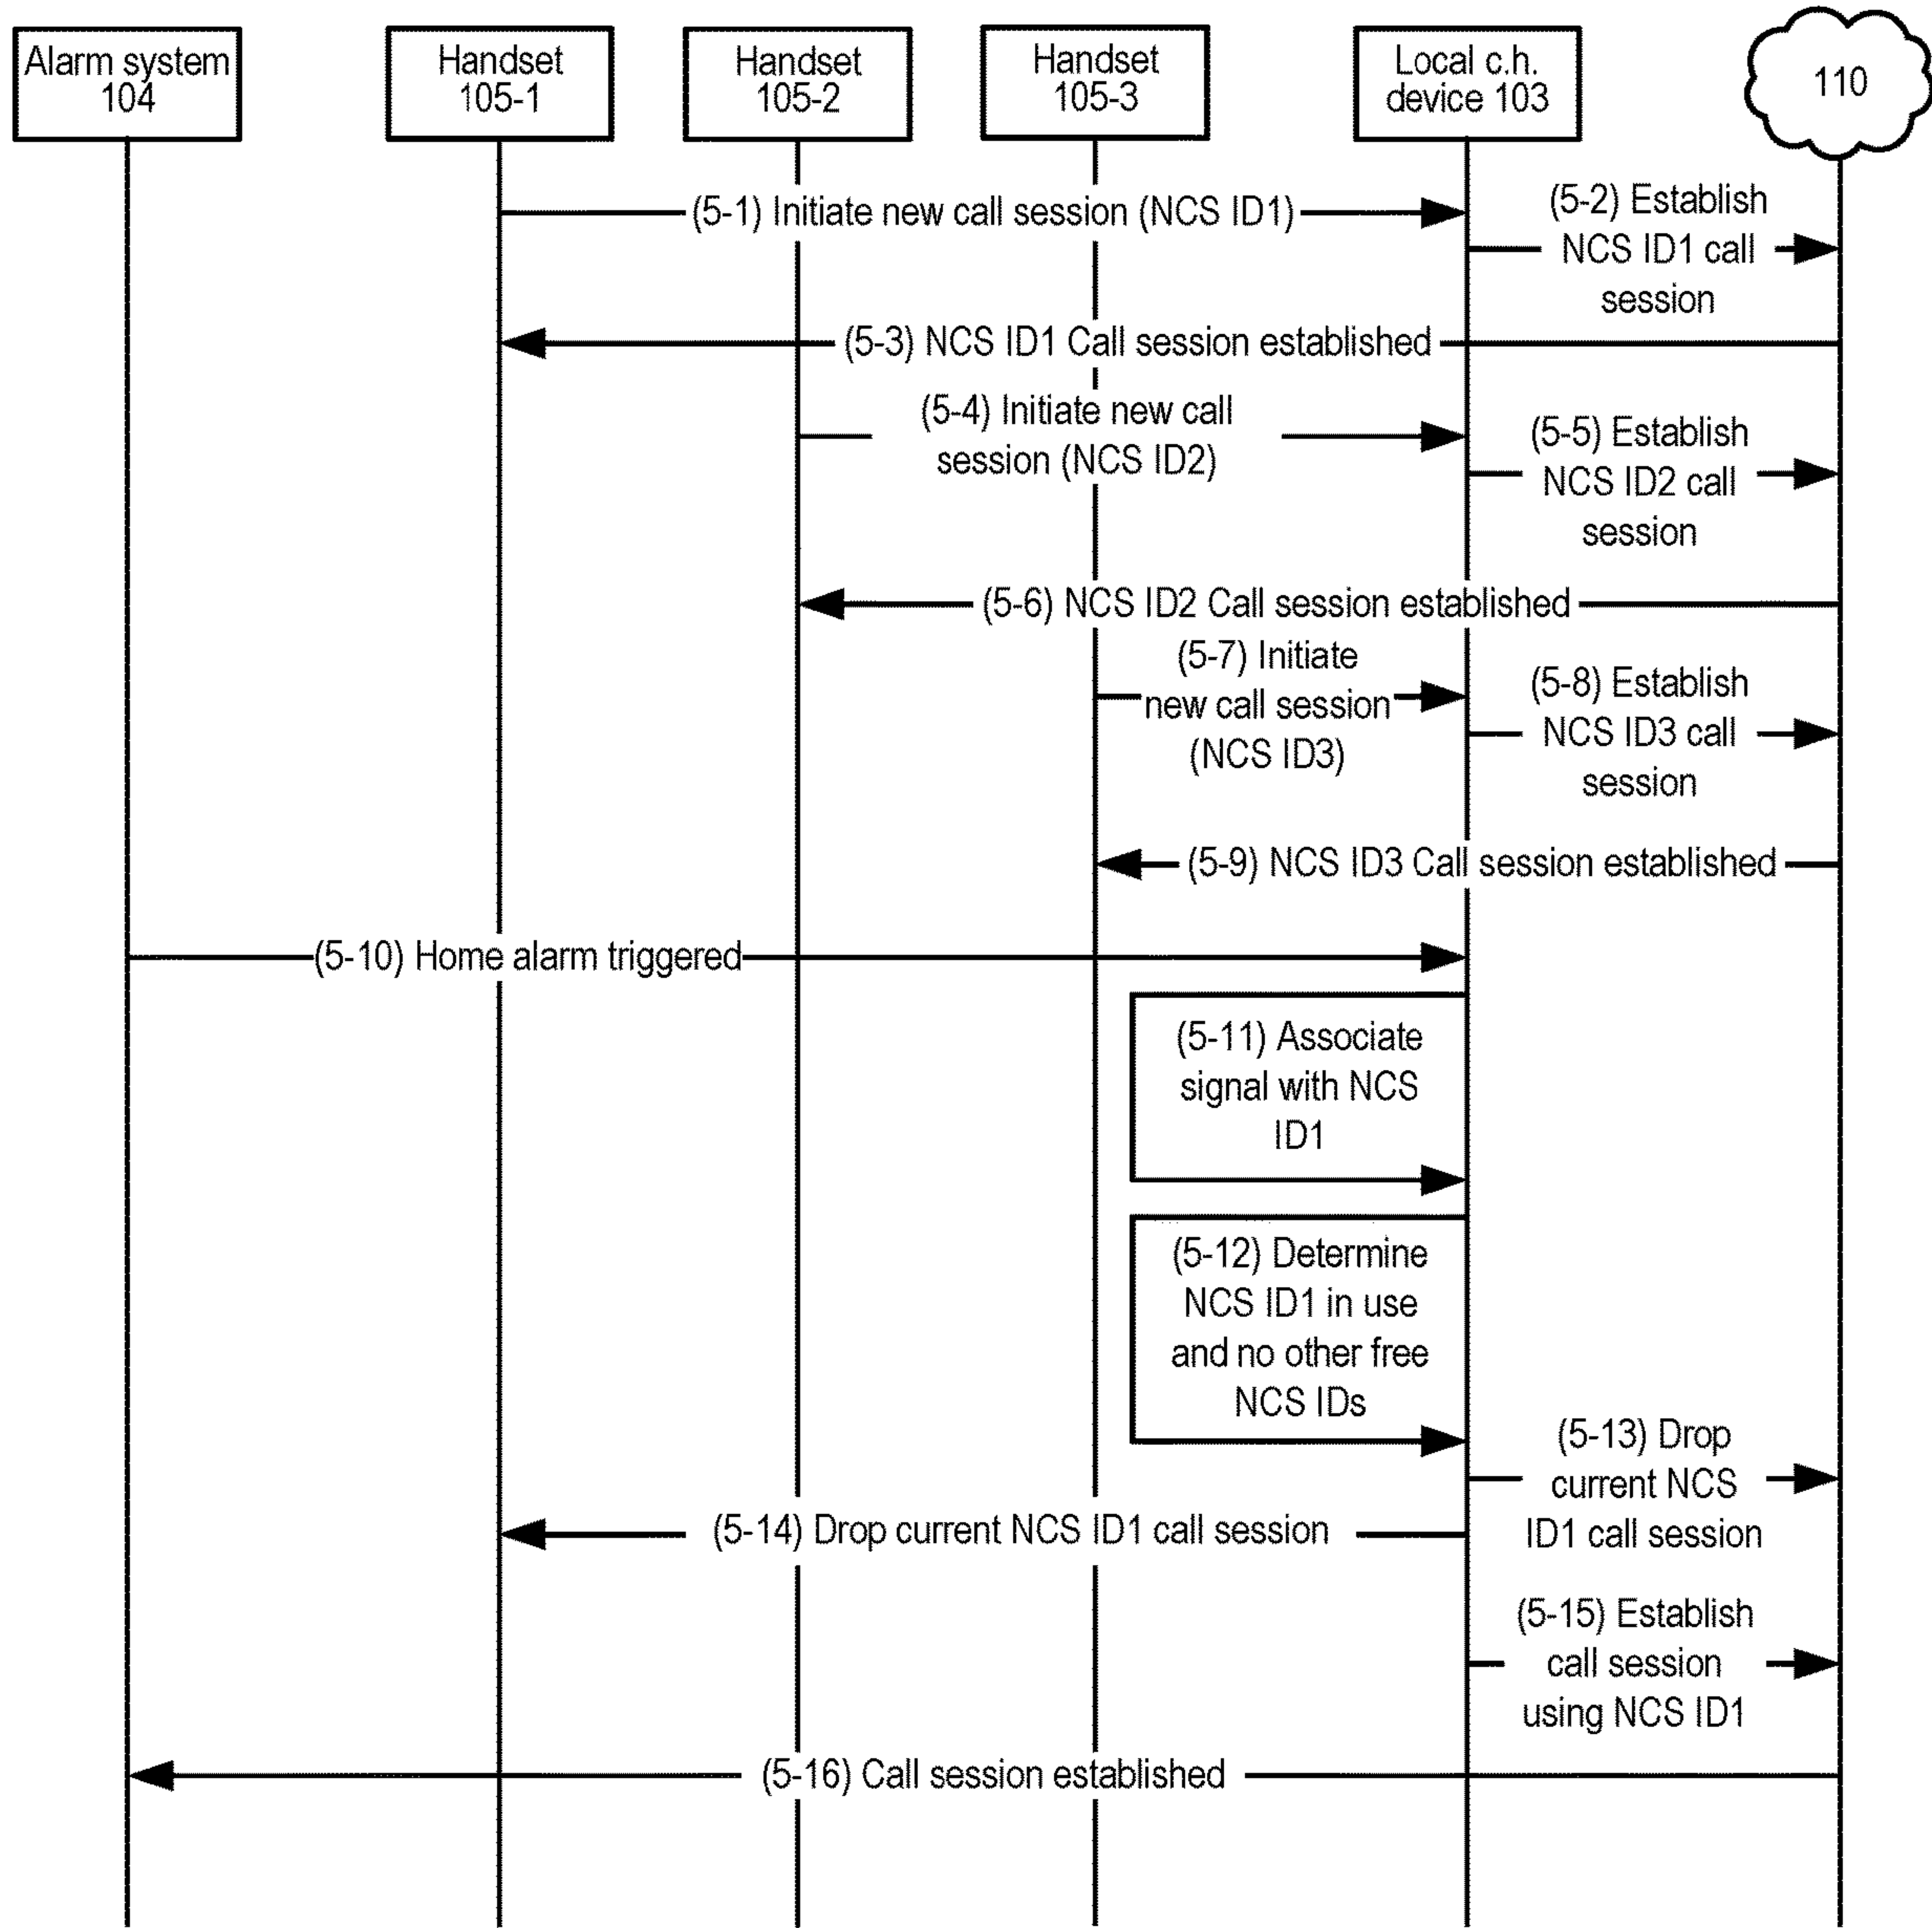 Alarm system
104
Handset
105-1
Handset
105-2
Handset
105-3
Local c.h.
device 103
110
(5-1) Initiate new call session (NCS ID1)
(5-2) Establish
NCS ID1 call
session
(5-3) NCS ID1 Call session established
(5-4) Initiate new call
session (NCS ID2)
(5-5) Establish
NCS ID2 call
session
(5-6) NCS ID2 Call session established
(5-7) Initiate
new call session
(NCS ID3)
(5-8) Establish
NCS ID3 call
session
(5-9) NCS ID3 Call session established
(5-10) Home alarm triggered
(5-11) Associate
signal with NCS
ID1
(5-12) Determine
NCS ID1 in use
and no other free
NCS IDs
(5-13) Drop
current NCS
ID1 call session
(5-14) Drop current NCS ID1 call session
(5-15) Establish
call session
using NCS ID1
(5-16) Call session established